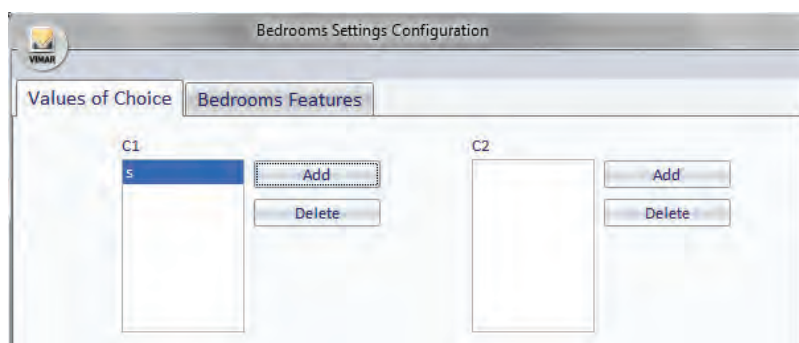 Bedrooms Settings Configuration
VIMAR
Values of Choice Bedrooms Features
C1 C2
s Add Add
Delete Delete